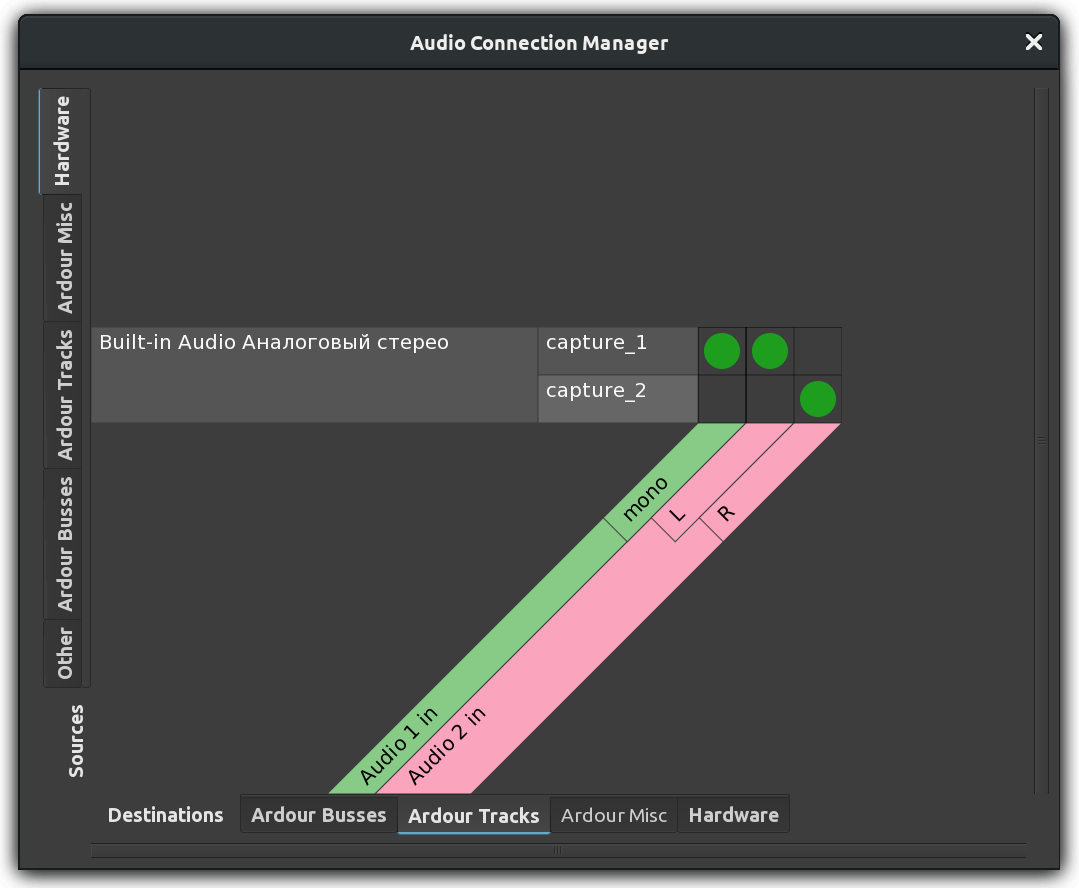 Audio Connection Manager
Hardware
Ardour Misc
Ardour Tracks
Ardour Busses
Other
Sources
Built-in Audio Аналоговый стерео
capture_1
capture_2
mono
L
R
Audio 1 in
Audio 2 in
Destinations
Ardour Busses
Ardour Tracks
Ardour Misc
Hardware